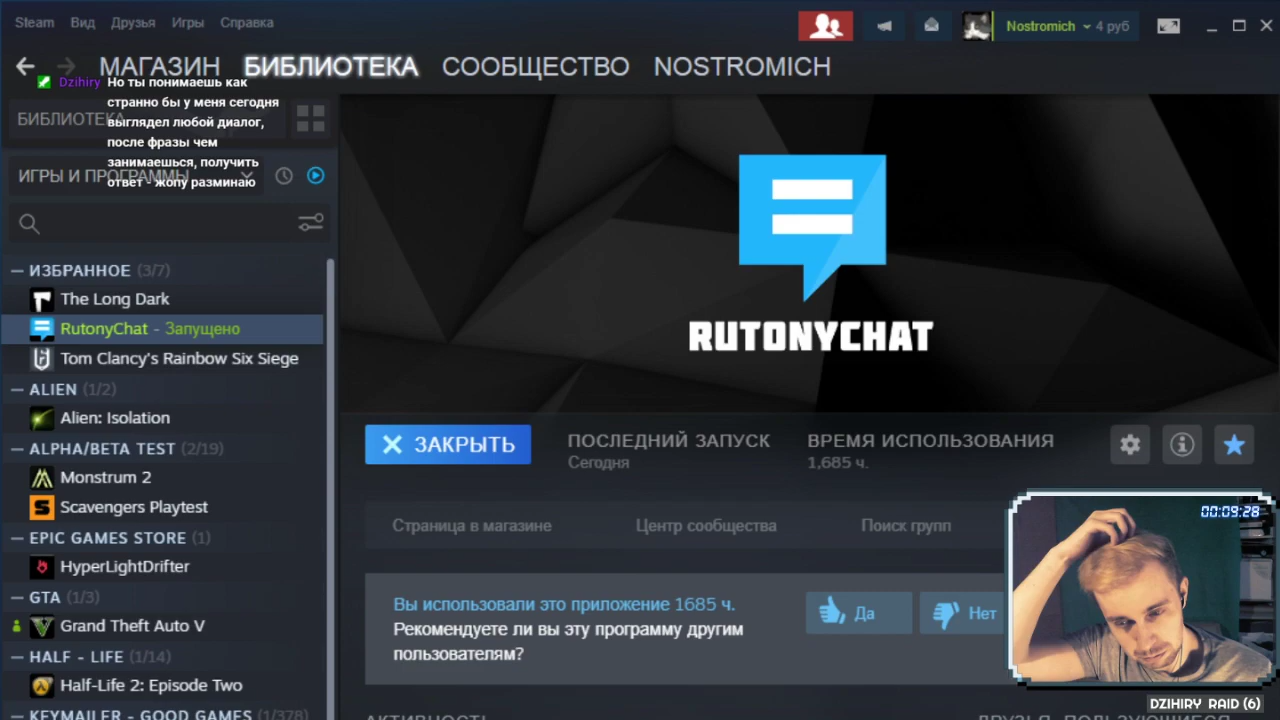 Steam Вид Друзья Игры Справка
Nostromich 4 руб
МАГАЗИН БИБЛИОТЕКА СООБЩЕСТВО NOSTROMICH
Dzihiry Но ты понимаешь как
странно бы у меня сегодня
выглядел любой диалог,
после фразы чем
занимаешься, получить
ответ - жопу разминаю
БИБЛИОТЕКА
ИГРЫ И ПРОГРАММЫ
— ИЗБРАННОЕ (3/7)
The Long Dark
RutonyChat - Запущено
Tom Clancy's Rainbow Six Siege
— ALIEN (1/2)
Alien: Isolation
— ALPHA/BETA TEST (2/19)
Monstrum 2
Scavengers Playtest
— EPIC GAMES STORE (1)
HyperLightDrifter
— GTA (1/3)
Grand Theft Auto V
— HALF - LIFE (1/14)
Half-Life 2: Episode Two
— KEYMAILER - GOOD GAMES (1/378)
RUTONYCHAT
ЗАКРЫТЬ
ПОСЛЕДНИЙ ЗАПУСК
Сегодня
ВРЕМЯ ИСПОЛЬЗОВАНИЯ
1,685 ч.
Страница в магазине Центр сообщества Поиск групп
Вы использовали это приложение 1685 ч.
Рекомендуете ли вы эту программу другим
пользователям?
Да Нет
00:09:28
DZIHIRY RAID (6)
АКТИВНОСТЬ
ДРУЗЬЯ, ПОЛЬЗУЮЩИЕСЯ